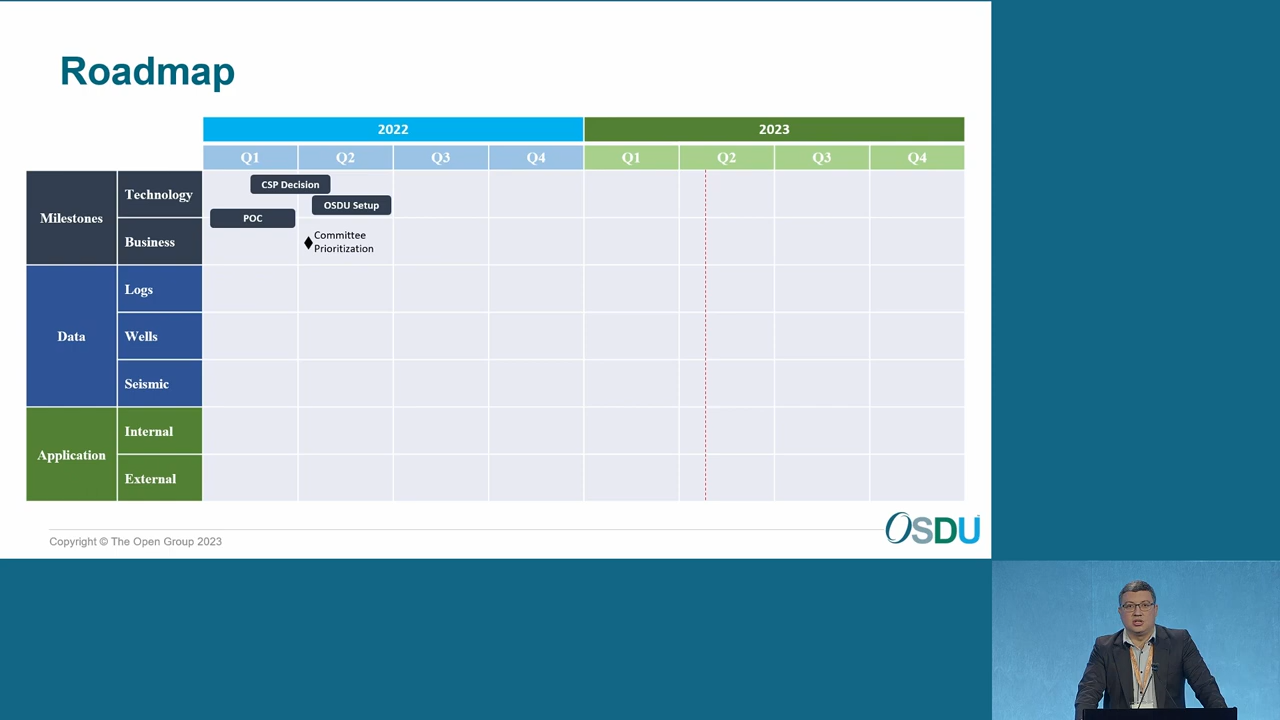 Roadmap
2022
2023
Q1
Q2
Q3
Q4
Q1
Q2
Q3
Q4
Milestones
Technology
CSP Decision
OSDU Setup
POC
Business
Committee
Prioritization
Data
Logs
Wells
Seismic
Application
Internal
External
Copyright © The Open Group 2023
OSDU